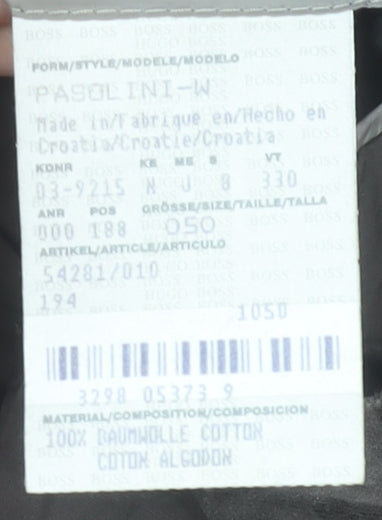 FORM/STYLE/MODELE/MODELO
PASOLINI-W
Made in/Fabrique en/Hecho en
Croatia/Croatie/Croatia
KDNR KE ME S VT
03-9215 N J 8 330
ANR POS GRÖSSE/SIZE/TAILLE/TALLA
000 188 050
ARTIKEL/ARTICLE/ARTICULO
54281/010
194
1050
3298 05373 9
MATERIAL/COMPOSITION/COMPOSICION
100% BAUMWOLLE COTTON
COTON ALGODON